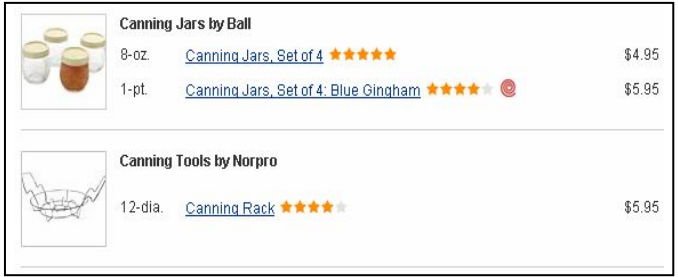 Canning Jars by Ball
8-oz. Canning Jars, Set of 4 $4.95
1-pt. Canning Jars, Set of 4: Blue Gingham $5.95
Canning Tools by Norpro
12-dia. Canning Rack $5.95